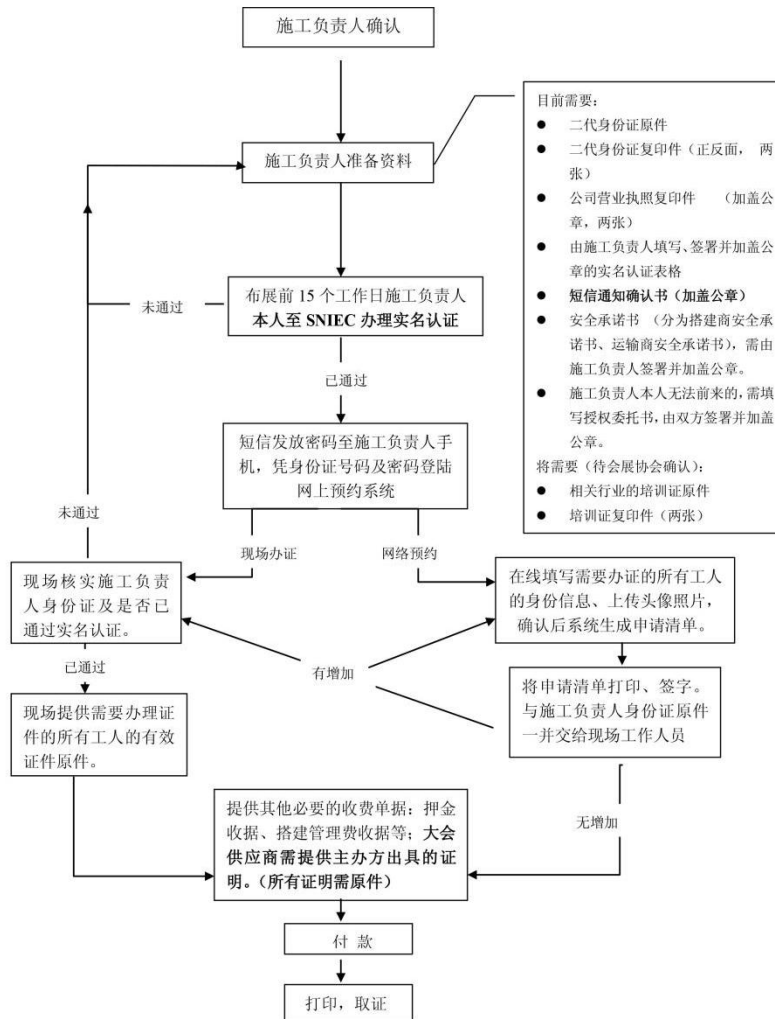 施工负责人确认
施工负责人准备资料
目前需要：
● 二代身份证原件
● 二代身份证复印件（正反面， 两
张）
● 公司营业执照复印件 （加盖公
章，两张）
● 由施工负责人填写、签署并加盖公
章的实名认证表格
● 短信通知确认书（加盖公章）
● 安全承诺书 （分为搭建商安全承
诺书、运输商安全承诺书），需由
施工负责人签署并加盖公章。
● 施工负责人本人无法前来的，需填
写授权委托书，由双方签署并加盖
公章。
将需要（待会展协会确认）：
● 相关行业的培训证原件
● 培训证复印件（两张）
未通过
布展前 15 个工作日施工负责人
本人至 SNIEC 办理实名认证
已通过
短信发放密码至施工负责人手
机，凭身份证号码及密码登陆
网上预约系统
未通过
现场办证
网络预约
现场核实施工负责
人身份证及是否已
通过实名认证。
在线填写需要办证的所有工人
的身份信息、上传头像照片，
确认后系统生成申请清单。
已通过
有增加
现场提供需要办理证
件的所有工人的有效
证件原件。
将申请清单打印、签字。
与施工负责人身份证原件
一并交给现场工作人员
提供其他必要的收费单据：押金
收据、搭建管理费收据等；大会
供应商需提供主办方出具的证
明。（所有证明需原件）
无增加
付 款
打印，取证